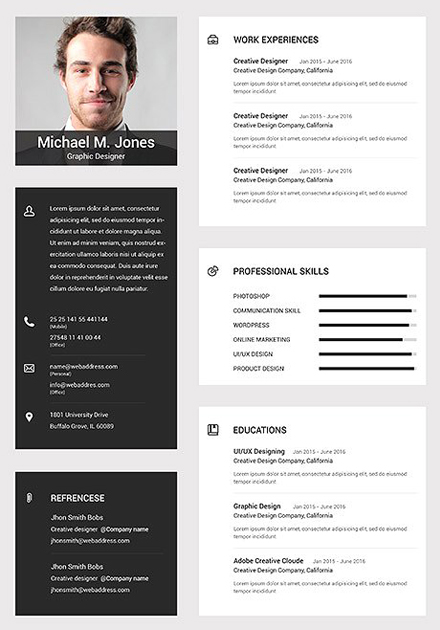 Michael M. Jones
Graphic Designer
Lorem ipsum dolor sit amet, consectetur
adipisicing elit, sed do eiusmod tempor in-
cididunt ut labore et dolore magna aliqua.
Ut enim ad minim veniam, quis nostrud ex-
ercitation ullamco laboris nisi ut aliquip ex
ea commodo consequat. Duis aute irure
dolor in reprehenderit in voluptate velit esse
cillum dolore eu fugiat nulla pariatur.
25 25 141 55 441144
(Mobile)
27548 11 41 00 44
(Office)
name@webaddress.com
(Personal)
info@webaddres.com
(Office)
1801 University Drive
Buffalo Grove, IL 60089
REFRENCESE
Jhon Smith Bobs
Creative designer @Company name
jhonsmith@webaddress.com
Jhon Smith Bobs
Creative designer @Company name
jhonsmith@webaddress.com
WORK EXPERIENCES
Creative Designer Jan 2015 - June 2016
Creative Design Company, California
Lorem ipsum dolor sit amet, consectetur adipisicing elit, sed do eiusmod
tempor incididunt
Creative Designer Jan 2015 - June 2016
Creative Design Company, California
Lorem ipsum dolor sit amet, consectetur adipisicing elit, sed do eiusmod
tempor incididunt
Creative Designer Jan 2015 - June 2016
Creative Design Company, California
Lorem ipsum dolor sit amet, consectetur adipisicing elit, sed do eiusmod
tempor incididunt
PROFESSIONAL SKILLS
PHOTOSHOP
COMMUNICATION SKILL
WORDPRESS
ONLINE MARKETING
UI/UX DESIGN
PRODUCT DESIGN
EDUCATIONS
UI/UX Designing Jan 2015 - June 2016
Creative Design Company, California
Lorem ipsum dolor sit amet, consectetur adipisicing elit, sed do eiusmod
tempor incididunt
Graphic Design Jan 2015 - June 2016
Creative Design Company, California
Lorem ipsum dolor sit amet, consectetur adipisicing elit, sed do eiusmod
tempor incididunt
Adobe Creative Cloude Jan 2015 - June 2016
Creative Design Company, California
Lorem ipsum dolor sit amet, consectetur adipisicing elit, sed do eiusmod
tempor incididunt